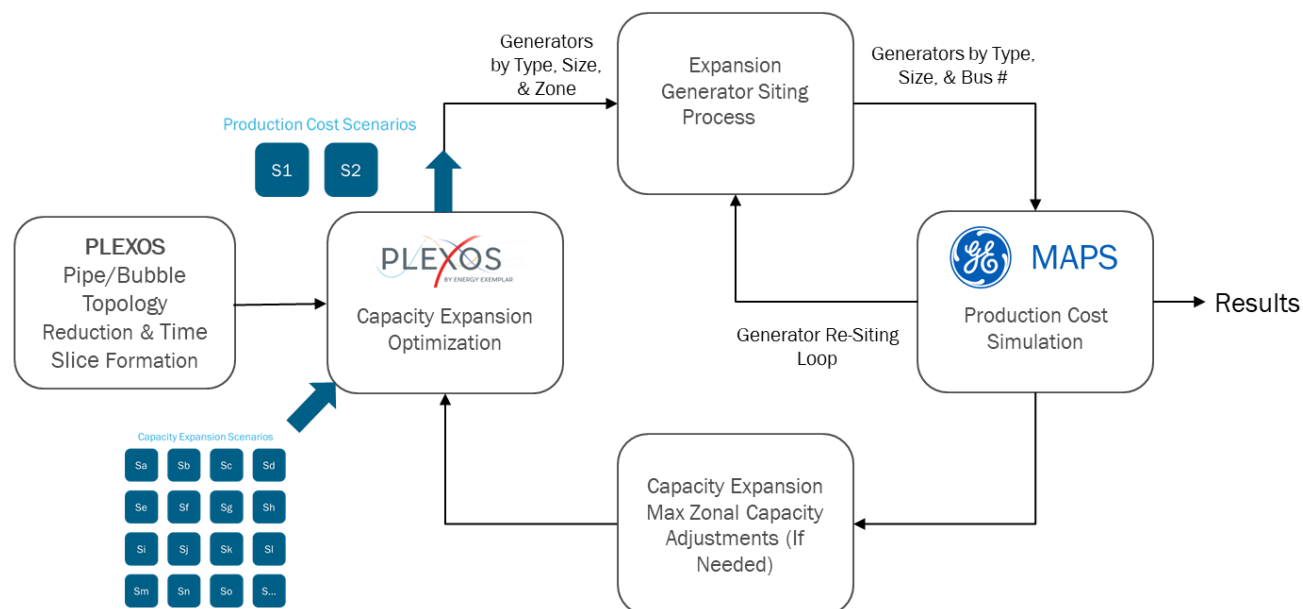 Generators
by Type, Size,
& Zone
Expansion
Generator Siting
Process
Generators by Type,
Size, & Bus #
Production Cost Scenarios
S1
S2
PLEXOS
Pipe/Bubble
Topology
Reduction & Time
Slice Formation
PLEXOS
BY ENERGY EXEMPLAR
Capacity Expansion
Optimization
GE
MAPS
Production Cost
Simulation
Results
Generator Re-Siting
Loop
Capacity Expansion Scenarios
Sa
Sb
Sc
Sd
Se
Sf
Sg
Sh
Si
Sj
Sk
Sl
Sm
Sn
So
S...
Capacity Expansion
Max Zonal Capacity
Adjustments (If
Needed)